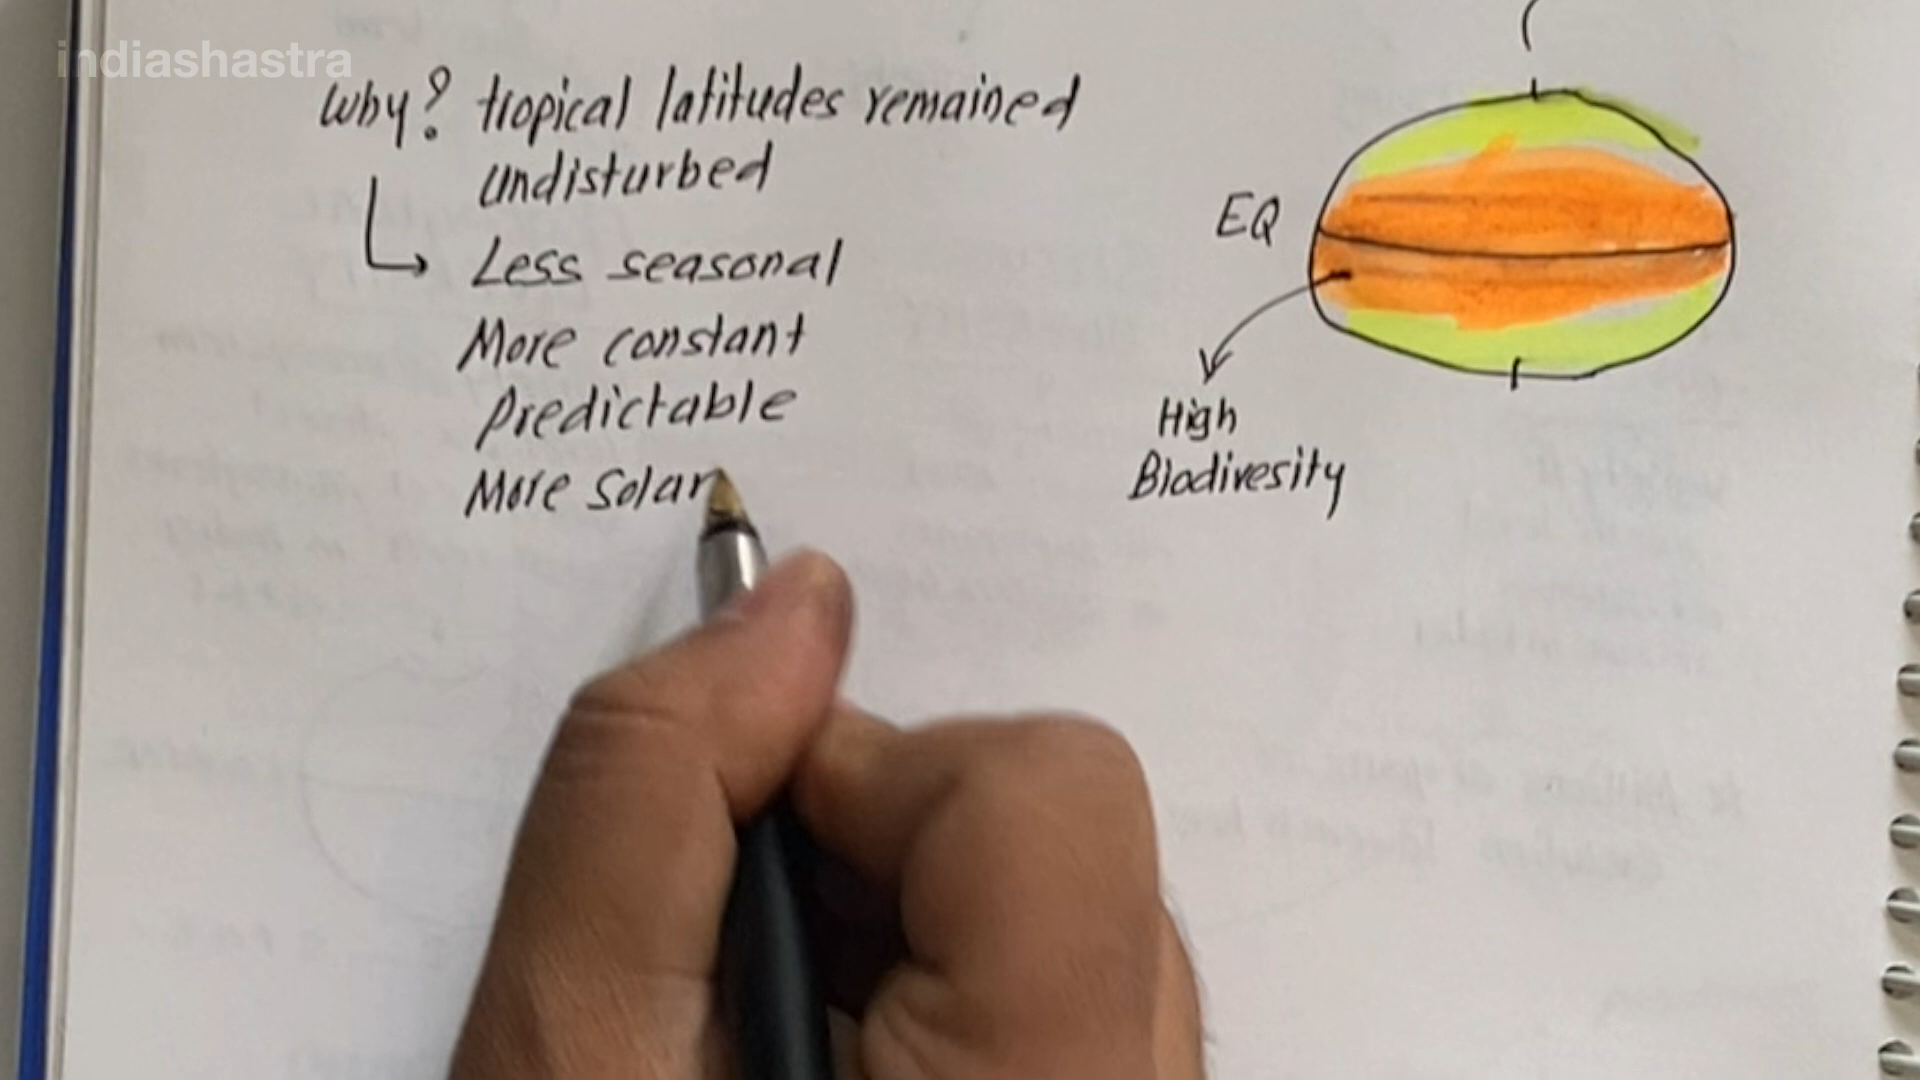 indiashastra
Why? tropical latitudes remained
undisturbed
Less seasonal
More constant
Predictable
More Solar
EQ
High
Biodivesity